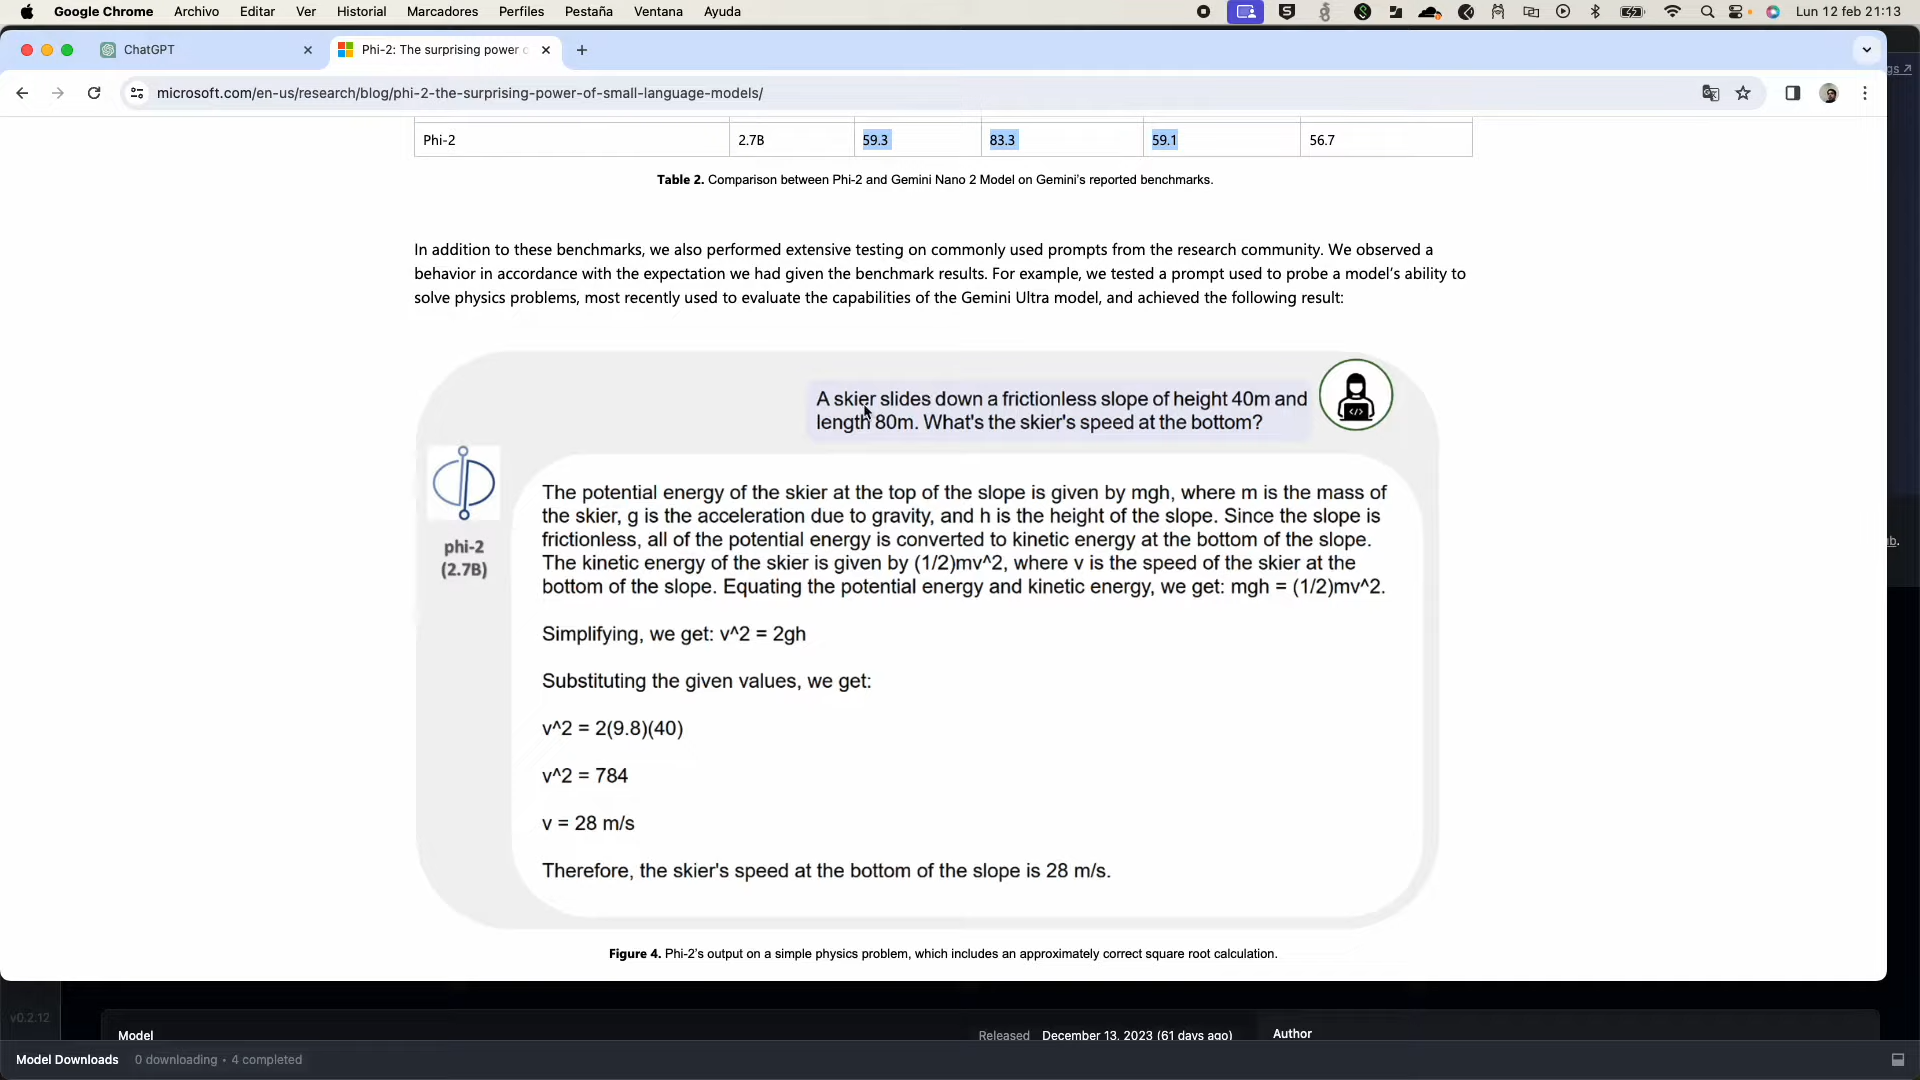 Google Chrome Archivo Editar Ver Historial Marcadores Perfiles Pestaña Ventana Ayuda Lun 12 feb 21:13
ChatGPT Phi-2: The surprising power
microsoft.com/en-us/research/blog/phi-2-the-surprising-power-of-small-language-models/
Phi-2 2.7B 59.3 83.3 59.1 56.7
Table 2. Comparison between Phi-2 and Gemini Nano 2 Model on Gemini's reported benchmarks.
In addition to these benchmarks, we also performed extensive testing on commonly used prompts from the research community. We observed a
behavior in accordance with the expectation we had given the benchmark results. For example, we tested a prompt used to probe a model's ability to
solve physics problems, most recently used to evaluate the capabilities of the Gemini Ultra model, and achieved the following result:
A skier slides down a frictionless slope of height 40m and
length 80m. What's the skier's speed at the bottom?
phi-2
(2.7B)
The potential energy of the skier at the top of the slope is given by mgh, where m is the mass of
the skier, g is the acceleration due to gravity, and h is the height of the slope. Since the slope is
frictionless, all of the potential energy is converted to kinetic energy at the bottom of the slope.
The kinetic energy of the skier is given by (1/2)mv^2, where v is the speed of the skier at the
bottom of the slope. Equating the potential energy and kinetic energy, we get: mgh = (1/2)mv^2.
Simplifying, we get: v^2 = 2gh
Substituting the given values, we get:
v^2 = 2(9.8)(40)
v^2 = 784
v = 28 m/s
Therefore, the skier's speed at the bottom of the slope is 28 m/s.
Figure 4. Phi-2's output on a simple physics problem, which includes an approximately correct square root calculation.
v0.2.12
Model Released December 13, 2023 (61 days ago) Author
Model Downloads 0 downloading • 4 completed